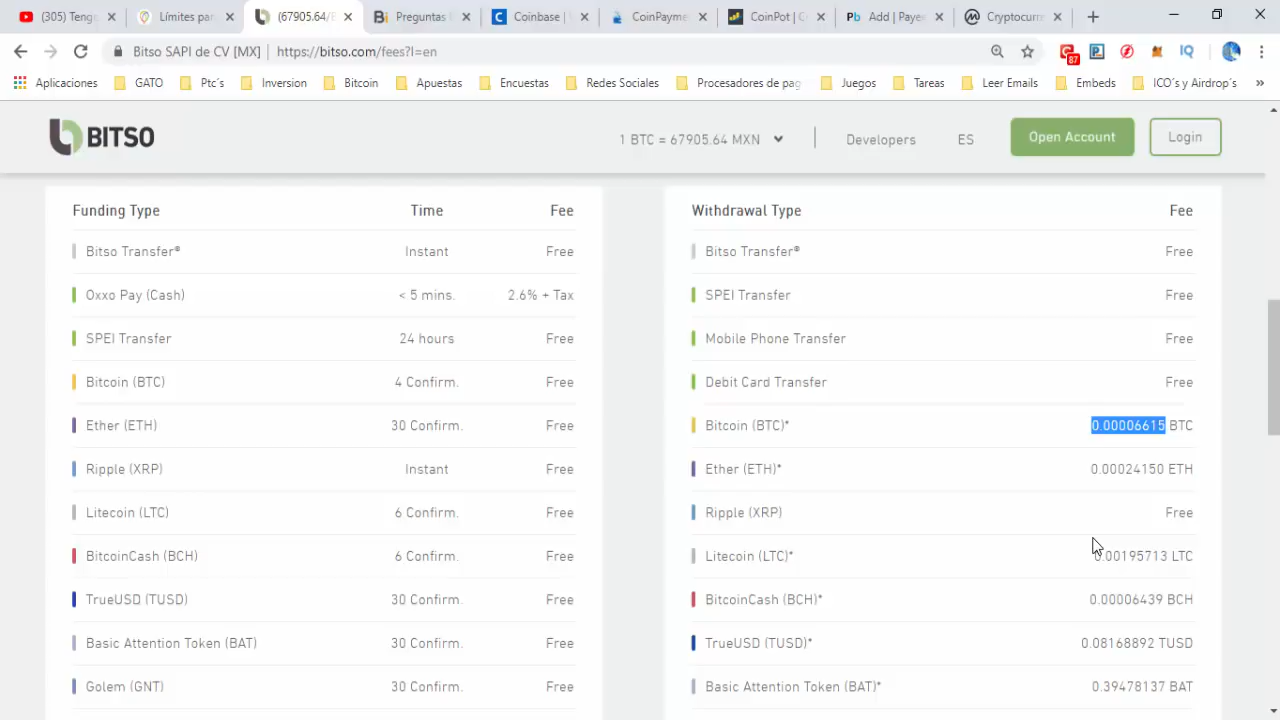 (305) Teng
Límites par
(67905.64/B
Preguntas
Coinbase | W
CoinPayme
CoinPot | C
Add | Payee
Cryptocurr
Bitso SAPI de CV [MX] | https://bitso.com/fees?l=en
87
IQ
Aplicaciones GATO Ptc´s Inversion Bitcoin Apuestas Encuestas Redes Sociales Procesadores de pag Juegos Tareas Leer Emails Embeds ICO´s y Airdrop´s »
BITSO
1 BTC = 67905.64 MXN
Developers
ES
Open Account
Login
Funding Type Time Fee
Bitso Transfer® Instant Free
Oxxo Pay (Cash) < 5 mins. 2.6% + Tax
SPEI Transfer 24 hours Free
Bitcoin (BTC) 4 Confirm. Free
Ether (ETH) 30 Confirm. Free
Ripple (XRP) Instant Free
Litecoin (LTC) 6 Confirm. Free
BitcoinCash (BCH) 6 Confirm. Free
TrueUSD (TUSD) 30 Confirm. Free
Basic Attention Token (BAT) 30 Confirm. Free
Golem (GNT) 30 Confirm. Free
Withdrawal Type Fee
Bitso Transfer® Free
SPEI Transfer Free
Mobile Phone Transfer Free
Debit Card Transfer Free
Bitcoin (BTC)* 0.00006615 BTC
Ether (ETH)* 0.00024150 ETH
Ripple (XRP) Free
Litecoin (LTC)* 0.00195713 LTC
BitcoinCash (BCH)* 0.00006439 BCH
TrueUSD (TUSD)* 0.08168892 TUSD
Basic Attention Token (BAT)* 0.39478137 BAT